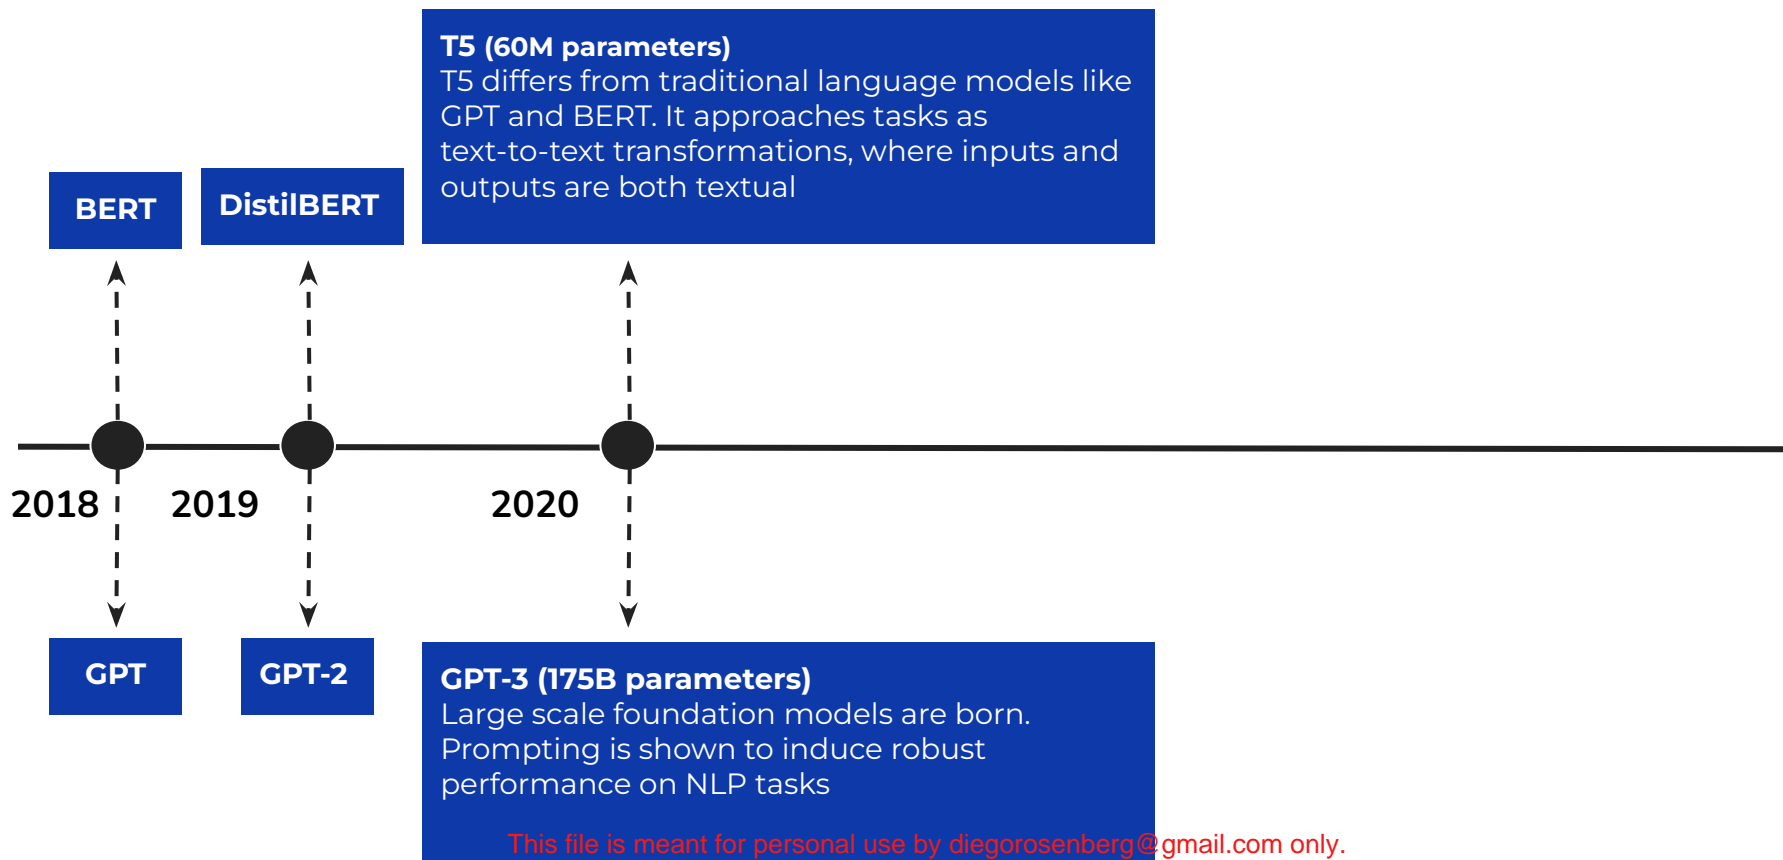 T5 (60M parameters)
T5 differs from traditional language models like
GPT and BERT. It approaches tasks as
text-to-text transformations, where inputs and
outputs are both textual
BERT
DistilBERT
2018
2019
2020
GPT
GPT-2
GPT-3 (175B parameters)
Large scale foundation models are born.
Prompting is shown to induce robust
performance on NLP tasks
This file is meant for personal use by diegorosenberg@gmail.com only.